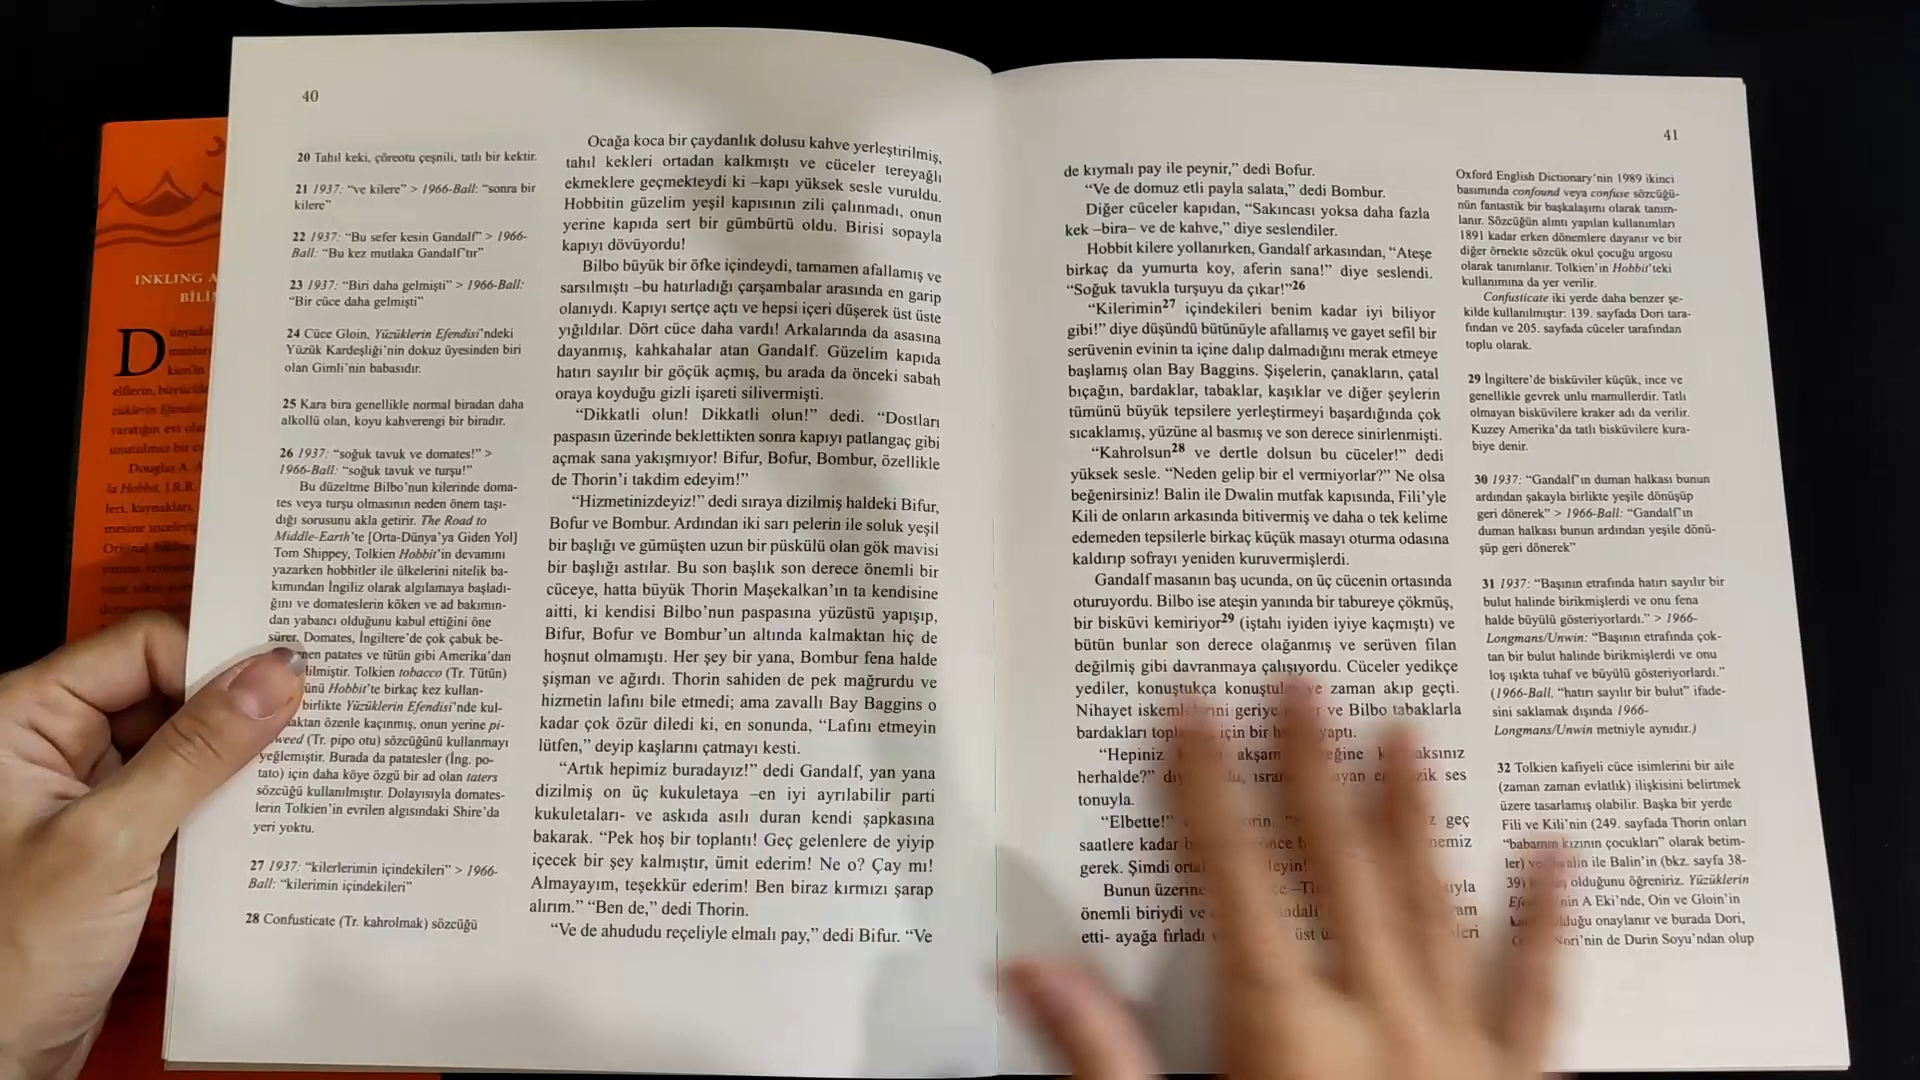 40
20 Tahıl keki, çöreotu çeşnili, tatlı bir kektir.
21 1937: “ve kilere” > 1966-Ball: “sonra bir
kilere”
22 1937: “Bu sefer kesin Gandalf” > 1966-
Ball: “Bu kez mutlaka Gandalf’tır”
23 1937: “Biri daha gelmişti” > 1966-Ball:
“Bir cüce daha gelmişti”
24 Cüce Gloin, Yüzüklerin Efendisi’ndeki
Yüzük Kardeşliği’nin dokuz üyesinden biri
olan Gimli’nin babasıdır.
25 Kara bira genellikle normal biradan daha
alkollü olan, koyu kahverengi bir biradır.
26 1937: “soğuk tavuk ve domates!” >
1966-Ball: “soğuk tavuk ve turşu!”
Bu düzeltme Bilbo’nun kilerinde doma-
tes veya turşu olmasının neden önem taşı-
dığı sorusunu akla getirir. The Road to
Middle-Earth’te [Orta-Dünya’ya Giden Yol]
Tom Shippey, Tolkien Hobbit’in devamını
yazarken hobbitler ile ülkelerini nitelik ba-
kımından İngiliz olarak algılamaya başladı-
ğını ve domateslerin köken ve ad bakımın-
dan yabancı olduğunu kabul ettiğini öne
sürer. Domates, İngiltere’de çok çabuk be-
patates ve tütün gibi Amerika’dan
Tolkien tobacco (Tr. Tütün)
Hobbit’te birkaç kez kullan-
birlikte Yüzüklerin Efendisi’nde kul-
özenle kaçınmış, onun yerine pi-
weed (Tr. pipo otu) sözcüğünü kullanmayı
yeğlemiştir. Burada da patatesler (İng. po-
tato) için daha köye özgü bir ad olan taters
sözcüğü kullanılmıştır. Dolayısıyla domates-
lerin Tolkien’in evrilen algısındaki Shire’da
yeri yoktu.
27 1937: “kilerlerimin içindekileri” > 1966-
Ball: “kilerimin içindekileri”
28 Confusticate (Tr. kahrolmak) sözcüğü
Ocağa koca bir çaydanlık dolusu kahve yerleştirilmiş,
tahıl kekleri ortadan kalkmıştı ve cüceler tereyağlı
ekmeklere geçmekteydi ki –kapı yüksek sesle vuruldu.
Hobbitin güzelim yeşil kapısının zili çalınmadı, onun
yerine kapıda sert bir gümbürtü oldu. Birisi sopayla
kapıyı dövüyordu!
Bilbo büyük bir öfke içindeydi, tamamen afallamış ve
sarsılmıştı –bu hatırladığı çarşambalar arasında en garip
olanıydı. Kapıyı sertçe açtı ve hepsi içeri düşerek üst üste
yığıldılar. Dört cüce daha vardı! Arkalarında da asasına
dayanmış, kahkahalar atan Gandalf. Güzelim kapıda
hatırı sayılır bir göçük açmış, bu arada da önceki sabah
oraya koyduğu gizli işareti silivermişti.
“Dikkatli olun! Dikkatli olun!” dedi. “Dostları
paspasın üzerinde beklettikten sonra kapıyı patlangaç gibi
açmak sana yakışmıyor! Bifur, Bofur, Bombur, özellikle
de Thorin’i takdim edeyim!”
“Hizmetinizdeyiz!” dedi sıraya dizilmiş haldeki Bifur,
Bofur ve Bombur. Ardından iki sarı pelerin ile soluk yeşil
bir başlığı ve gümüşten uzun bir püskülü olan gök mavisi
bir başlığı astılar. Bu son başlık son derece önemli bir
cüceye, hatta büyük Thorin Maşekalkan’ın ta kendisine
aitti, ki kendisi Bilbo’nun paspasına yüzüstü yapışıp,
Bifur, Bofur ve Bombur’un altında kalmaktan hiç de
hoşnut olmamıştı. Her şey bir yana, Bombur fena halde
şişman ve ağırdı. Thorin sahiden de pek mağrurdu ve
hizmetin lafını bile etmedi; ama zavallı Bay Baggins o
kadar çok özür diledi ki, en sonunda, “Lafını etmeyin
lütfen,” deyip kaşlarını çatmayı kesti.
“Artık hepimiz buradayız!” dedi Gandalf, yan yana
dizilmiş on üç kukuletaya –en iyi ayrılabilir parti
kukuletaları- ve askıda asılı duran kendi şapkasına
bakarak. “Pek hoş bir toplantı! Geç gelenlere de yiyip
içecek bir şey kalmıştır, ümit ederim! Ne o? Çay mı!
Almayayım, teşekkür ederim! Ben biraz kırmızı şarap
alırım.” “Ben de,” dedi Thorin.
“Ve de ahududu reçeliyle elmalı pay,” dedi Bifur. “Ve
41
de kıymalı pay ile peynir,” dedi Bofur.
“Ve de domuz etli payla salata,” dedi Bombur.
Diğer cüceler kapıdan, “Sakıncası yoksa daha fazla
kek –bira– ve de kahve,” diye seslendiler.
Hobbit kilere yollanırken, Gandalf arkasından, “Ateşe
birkaç da yumurta koy, aferin sana!” diye seslendi.
“Soğuk tavukla turşuyu da çıkar!”26
“Kilerimin27 içindekileri benim kadar iyi biliyor
gibi!” diye düşündü bütünüyle afallamış ve gayet sefil bir
serüvenin evinin ta içine dalıp dalmadığını merak etmeye
başlamış olan Bay Baggins. Şişelerin, çanakların, çatal
bıçağın, bardaklar, tabaklar, kaşıklar ve diğer şeylerin
tümünü büyük tepsilere yerleştirmeyi başardığında çok
sıcaklamış, yüzüne al basmış ve son derece sinirlenmişti.
“Kahrolsun28 ve dertle dolsun bu cüceler!” dedi
yüksek sesle. “Neden gelip bir el vermiyorlar?” Ne olsa
beğenirsiniz! Balin ile Dwalin mutfak kapısında, Fili’yle
Kili de onların arkasında bitivermiş ve daha o tek kelime
edemeden tepsilerle birkaç küçük masayı oturma odasına
kaldırıp sofrayı yeniden kuruvermişlerdi.
Gandalf masanın baş ucunda, on üç cücenin ortasında
oturuyordu. Bilbo ise ateşin yanında bir tabureye çökmüş,
bir bisküvi kemiriyor29 (iştahı iyiden iyiye kaçmıştı) ve
bütün bunlar son derece olağanmış ve serüven filan
değilmiş gibi davranmaya çalışıyordu. Cüceler yedikçe
yediler, konuştukça zaman akıp geçti.
Nihayet geriye ve Bilbo tabaklarla
bardakları için bir yaptı.
“Hepiniz akşam
herhalde?” ses
tonuyla.
“Elbette!” geç
saatlere kadar
gerek. Şimdi
Bunun üzerine
önemli biriydi ve
etti- ayağa fırladı üst
Oxford English Dictionary’nin 1989 ikinci
basımında confound veya confuse sözcüğü-
nün fantastik bir başkalaşımı olarak tanım-
lanır. Sözcüğün alıntı yapılan kullanımları
1891 kadar erken dönemlere dayanır ve bir
diğer örnekte sözcük okul çocuğu argosu
olarak tanımlanır. Tolkien’in Hobbit’teki
kullanımına da yer verilir.
Confusticate iki yerde daha benzer şe-
kilde kullanılmıştır: 139. sayfada Dori tara-
fından ve 205. sayfada cüceler tarafından
toplu olarak.
29 İngiltere’de bisküviler küçük, ince ve
genellikle gevrek unlu mamullerdir. Tatlı
olmayan bisküvilere kraker adı da verilir.
Kuzey Amerika’da tatlı bisküvilere kura-
biye denir.
30 1937: “Gandalf’ın duman halkası bunun
ardından şakayla birlikte yeşile dönüşüp
geri dönerek” > 1966-Ball: “Gandalf’ın
duman halkası bunun ardından yeşile dönü-
şüp geri dönerek”
31 1937: “Başının etrafında hatırı sayılır bir
bulut halinde birikmişlerdi ve onu fena
halde büyülü gösteriyorlardı.” > 1966-
Longmans/Unwin: “Başının etrafında çok-
tan bir bulut halinde birikmişlerdi ve onu
loş ışıkta tuhaf ve büyülü gösteriyorlardı.”
(1966-Ball, “hatırı sayılır bir bulut” ifade-
sini saklamak dışında 1966-
Longmans/Unwin metniyle aynıdır.)
32 Tolkien kafiyeli cüce isimlerini bir aile
(zaman zaman evlatlık) ilişkisini belirtmek
üzere tasarlamış olabilir. Başka bir yerde
Fili ve Kili’nin (249. sayfada Thorin onları
“babamın kızının çocukları” olarak betim-
ler) ve Dwalin ile Balin’in (bkz. sayfa 38-
39) olduğunu öğreniriz. Yüzüklerin
A Eki’nde, Oin ve Gloin’in
olduğu onaylanır ve burada Dori,
Nori’nin de Durin Soyu’ndan olup
INKLING